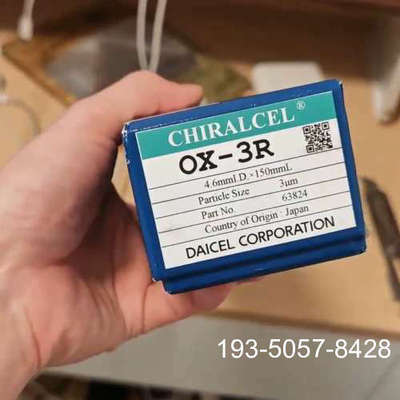 CHIRALCEL ®
OX-3R
4.6mmI.D.×150mmL
Particle Size 3μm
Part No. 63824
Country of Origin : Japan
DAICEL CORPORATION
193-5057-8428